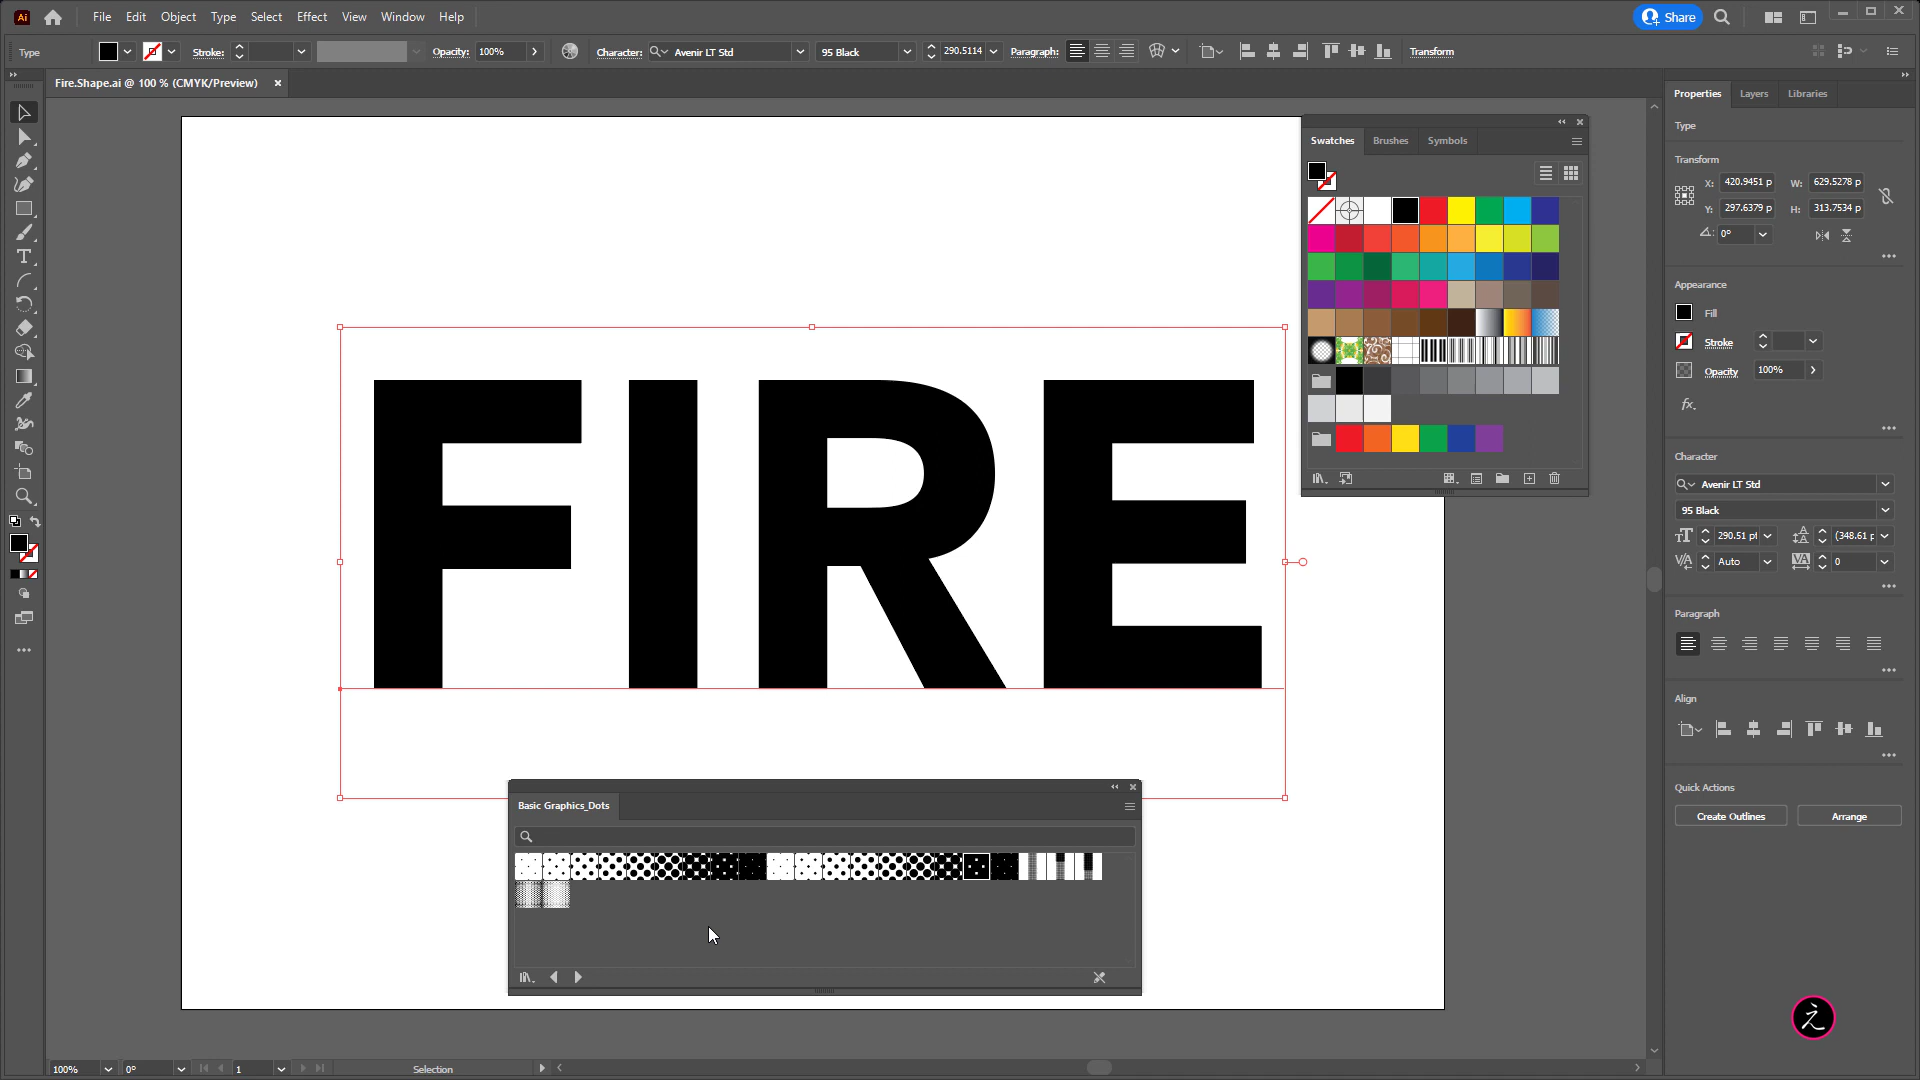 Ai File Edit Object Type Select Effect View Window Help Share
Type Stroke: Opacity: 100% Character: Avenir LT Std 95 Black 290.5114 Paragraph: Transform
Fire.Shape.ai @ 100 % (CMYK/Preview)
Properties Layers Libraries
Type
Transform
X: 420.9451 p W: 629.5278 p
Y: 297.6379 p H: 313.7534 p
0°
Appearance
Fill
Stroke
Opacity 100%
fx.
Character
Avenir LT Std
95 Black
290.51 pt (348.61 p
Auto 0
Paragraph
Align
Quick Actions
Create Outlines Arrange
Swatches Brushes Symbols
FIRE
Basic Graphics_Dots
100% 0° 1 Selection
之